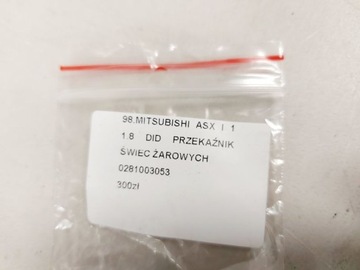 98.MITSUBISHI ASX I 1
1.8 DID PRZEKAŹNIK
ŚWIEC ŻAROWYCH
0281003053
300zł